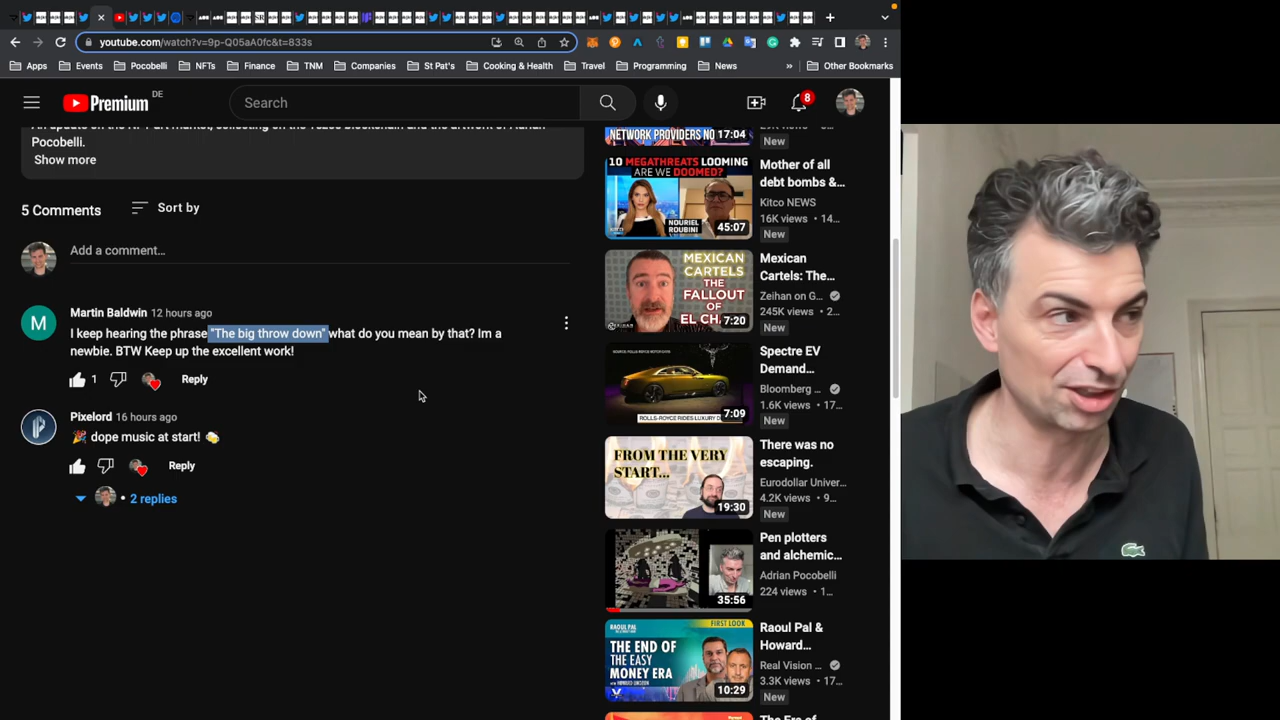 youtube.com/watch?v=9p-Q05aA0fc&t=833s
Apps
Events
Pocobelli
NFTs
Finance
TNM
Companies
St Pat's
Cooking & Health
Travel
Programming
News
»
Other Bookmarks
Premium
DE
Search
8
Pocobelli.
Show more
5 Comments
Sort by
Add a comment...
M
Martin Baldwin 12 hours ago
I keep hearing the phrase "The big throw down" what do you mean by that? Im a
newbie. BTW Keep up the excellent work!
1
Reply
Pixelord 16 hours ago
🎉 dope music at start! 🍻
Reply
2 replies
NETWORK PROVIDERS NO
17:04
New
10 MEGATHREATS LOOMING
ARE WE DOOMED?
NOURIEL
ROUBINI
45:07
Mother of all
debt bombs &...
Kitco NEWS
16K views • 14...
New
MEXICAN
CARTELS
THE
FALLOUT
OF
EL CH
7:20
Mexican
Cartels: The...
Zeihan on G...
245K views • 2...
New
ROLLS-ROYCE RIDES LUXURY D
7:09
Spectre EV
Demand...
Bloomberg ...
1.6K views • 17...
New
FROM THE VERY
START...
19:30
There was no
escaping.
Eurodollar Univer...
4.2K views • 9...
New
35:56
Pen plotters
and alchemic...
Adrian Pocobelli
224 views • 1...
FIRST LOOK
RAOUL PAL
THE END OF
THE EASY
MONEY ERA
10:29
Raoul Pal &
Howard...
Real Vision ...
3.3K views • 17...
New